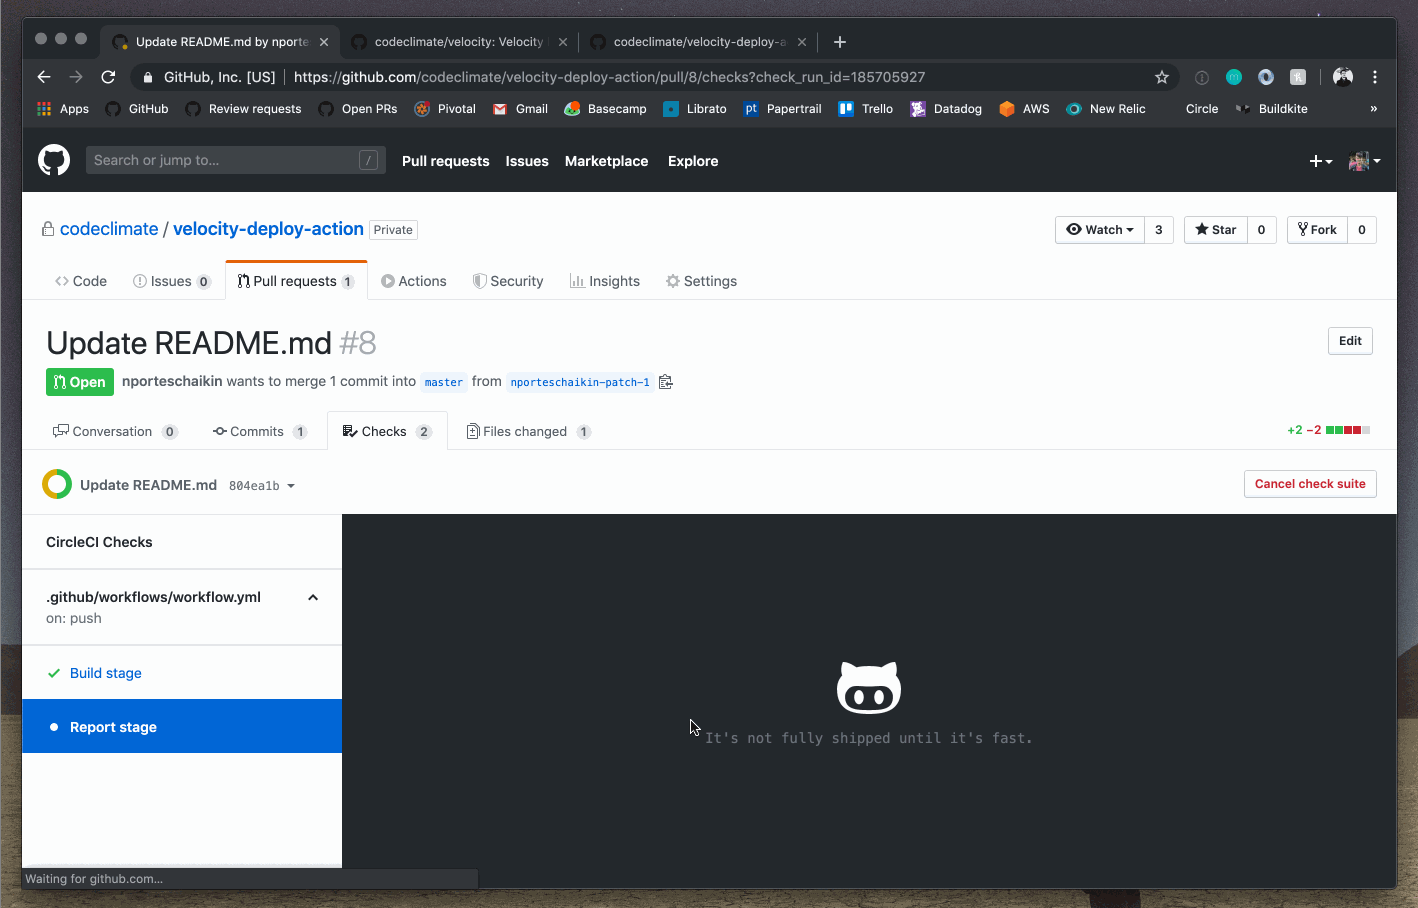 Update README.md by nporte
codeclimate/velocity: Velocity
codeclimate/velocity-deploy-a
GitHub, Inc. [US]
https://github.com/codeclimate/velocity-deploy-action/pull/8/checks?check_run_id=185705927
Apps
GitHub
Review requests
Open PRs
Pivotal
Gmail
Basecamp
Librato
pt Papertrail
Trello
Datadog
AWS
New Relic
Circle
Buildkite
»
Search or jump to…
/
Pull requests
Issues
Marketplace
Explore
codeclimate / velocity-deploy-action
Private
Watch 3
Star 0
Fork 0
Code
Issues 0
Pull requests 1
Actions
Security
Insights
Settings
Update README.md #8
Edit
Open
nporteschaikin wants to merge 1 commit into master from nporteschaikin-patch-1
Conversation 0
Commits 1
Checks 2
Files changed 1
+2 −2
Update README.md 804ea1b
Cancel check suite
CircleCI Checks
.github/workflows/workflow.yml
on: push
Build stage
Report stage
It's not fully shipped until it's fast.
Waiting for github.com...